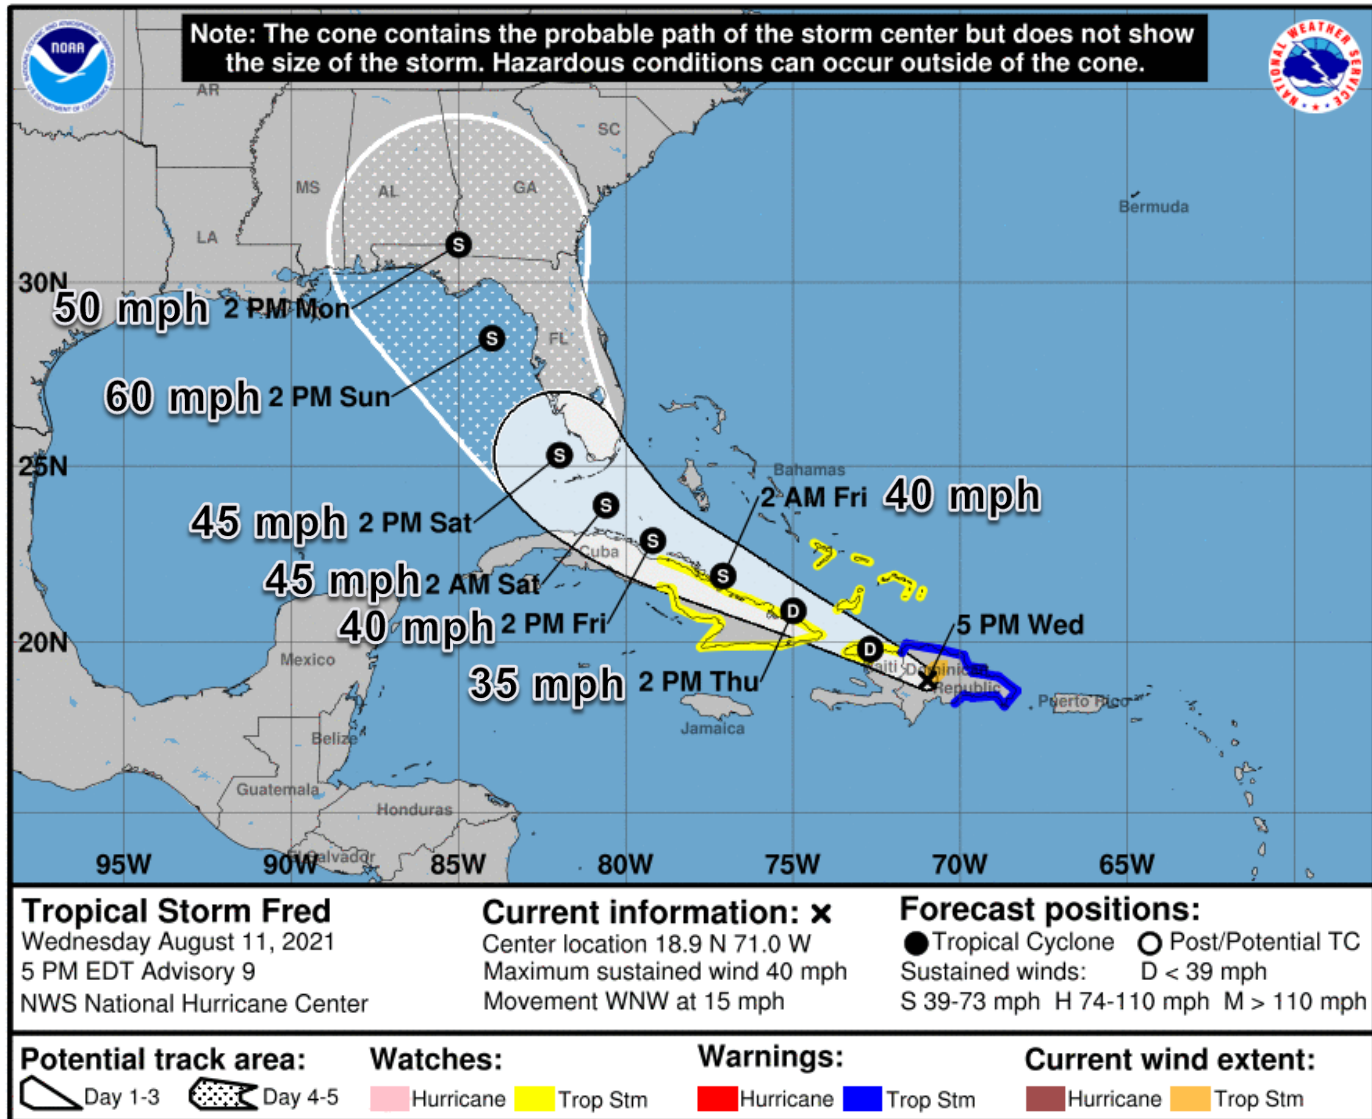 Note: The cone contains the probable path of the storm center but does not show
the size of the storm. Hazardous conditions can occur outside of the cone.
NOAA
NATIONAL WEATHER SERVICE
AR
SC
MS
AL
GA
LA
Bermuda
S
30N
50 mph 2 PM Mon
S
FL
60 mph 2 PM Sun
S
25N
Bahamas
2 AM Fri 40 mph
S
45 mph 2 PM Sat
S
Cuba
45 mph 2 AM Sat
D
40 mph 2 PM Fri
5 PM Wed
20N
D
Mexico
Dominican
Republic
35 mph 2 PM Thu
Puerto Rico
Jamaica
Belize
Guatemala
Honduras
El Salvador
95W 90W 85W 80W 75W 70W 65W
Tropical Storm Fred
Wednesday August 11, 2021
5 PM EDT Advisory 9
NWS National Hurricane Center
Current information: x
Center location 18.9 N 71.0 W
Maximum sustained wind 40 mph
Movement WNW at 15 mph
Forecast positions:
Tropical Cyclone Post/Potential TC
Sustained winds: D < 39 mph
S 39-73 mph H 74-110 mph M > 110 mph
Potential track area:
Day 1-3 Day 4-5
Watches:
Hurricane Trop Stm
Warnings:
Hurricane Trop Stm
Current wind extent:
Hurricane Trop Stm